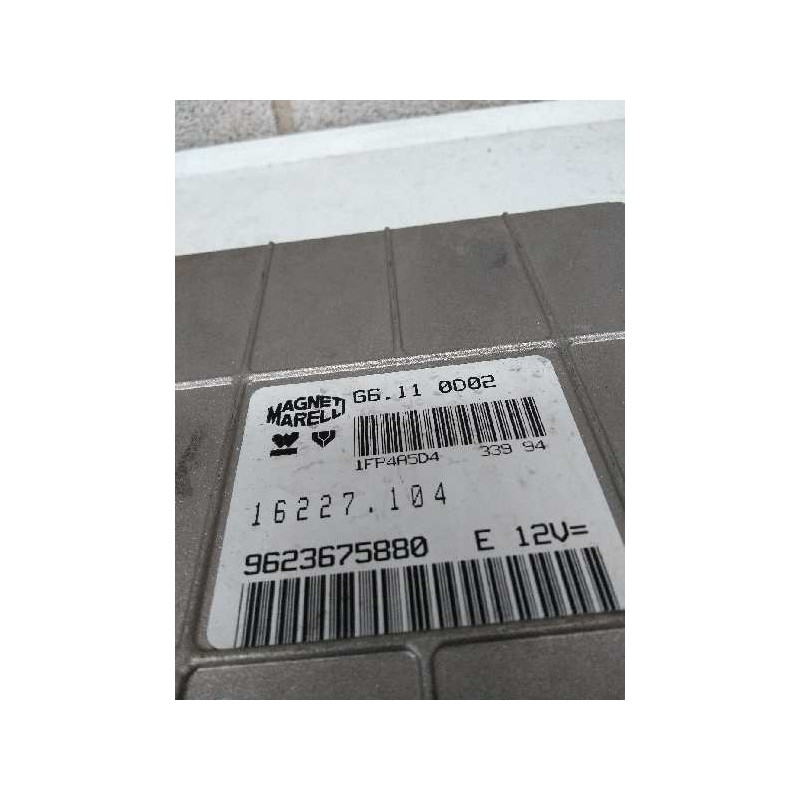 MAGNETI
MARELLI
G6.11 0D02
1FP4A5D4 339 94
16227.104
9623675880 E 12V=